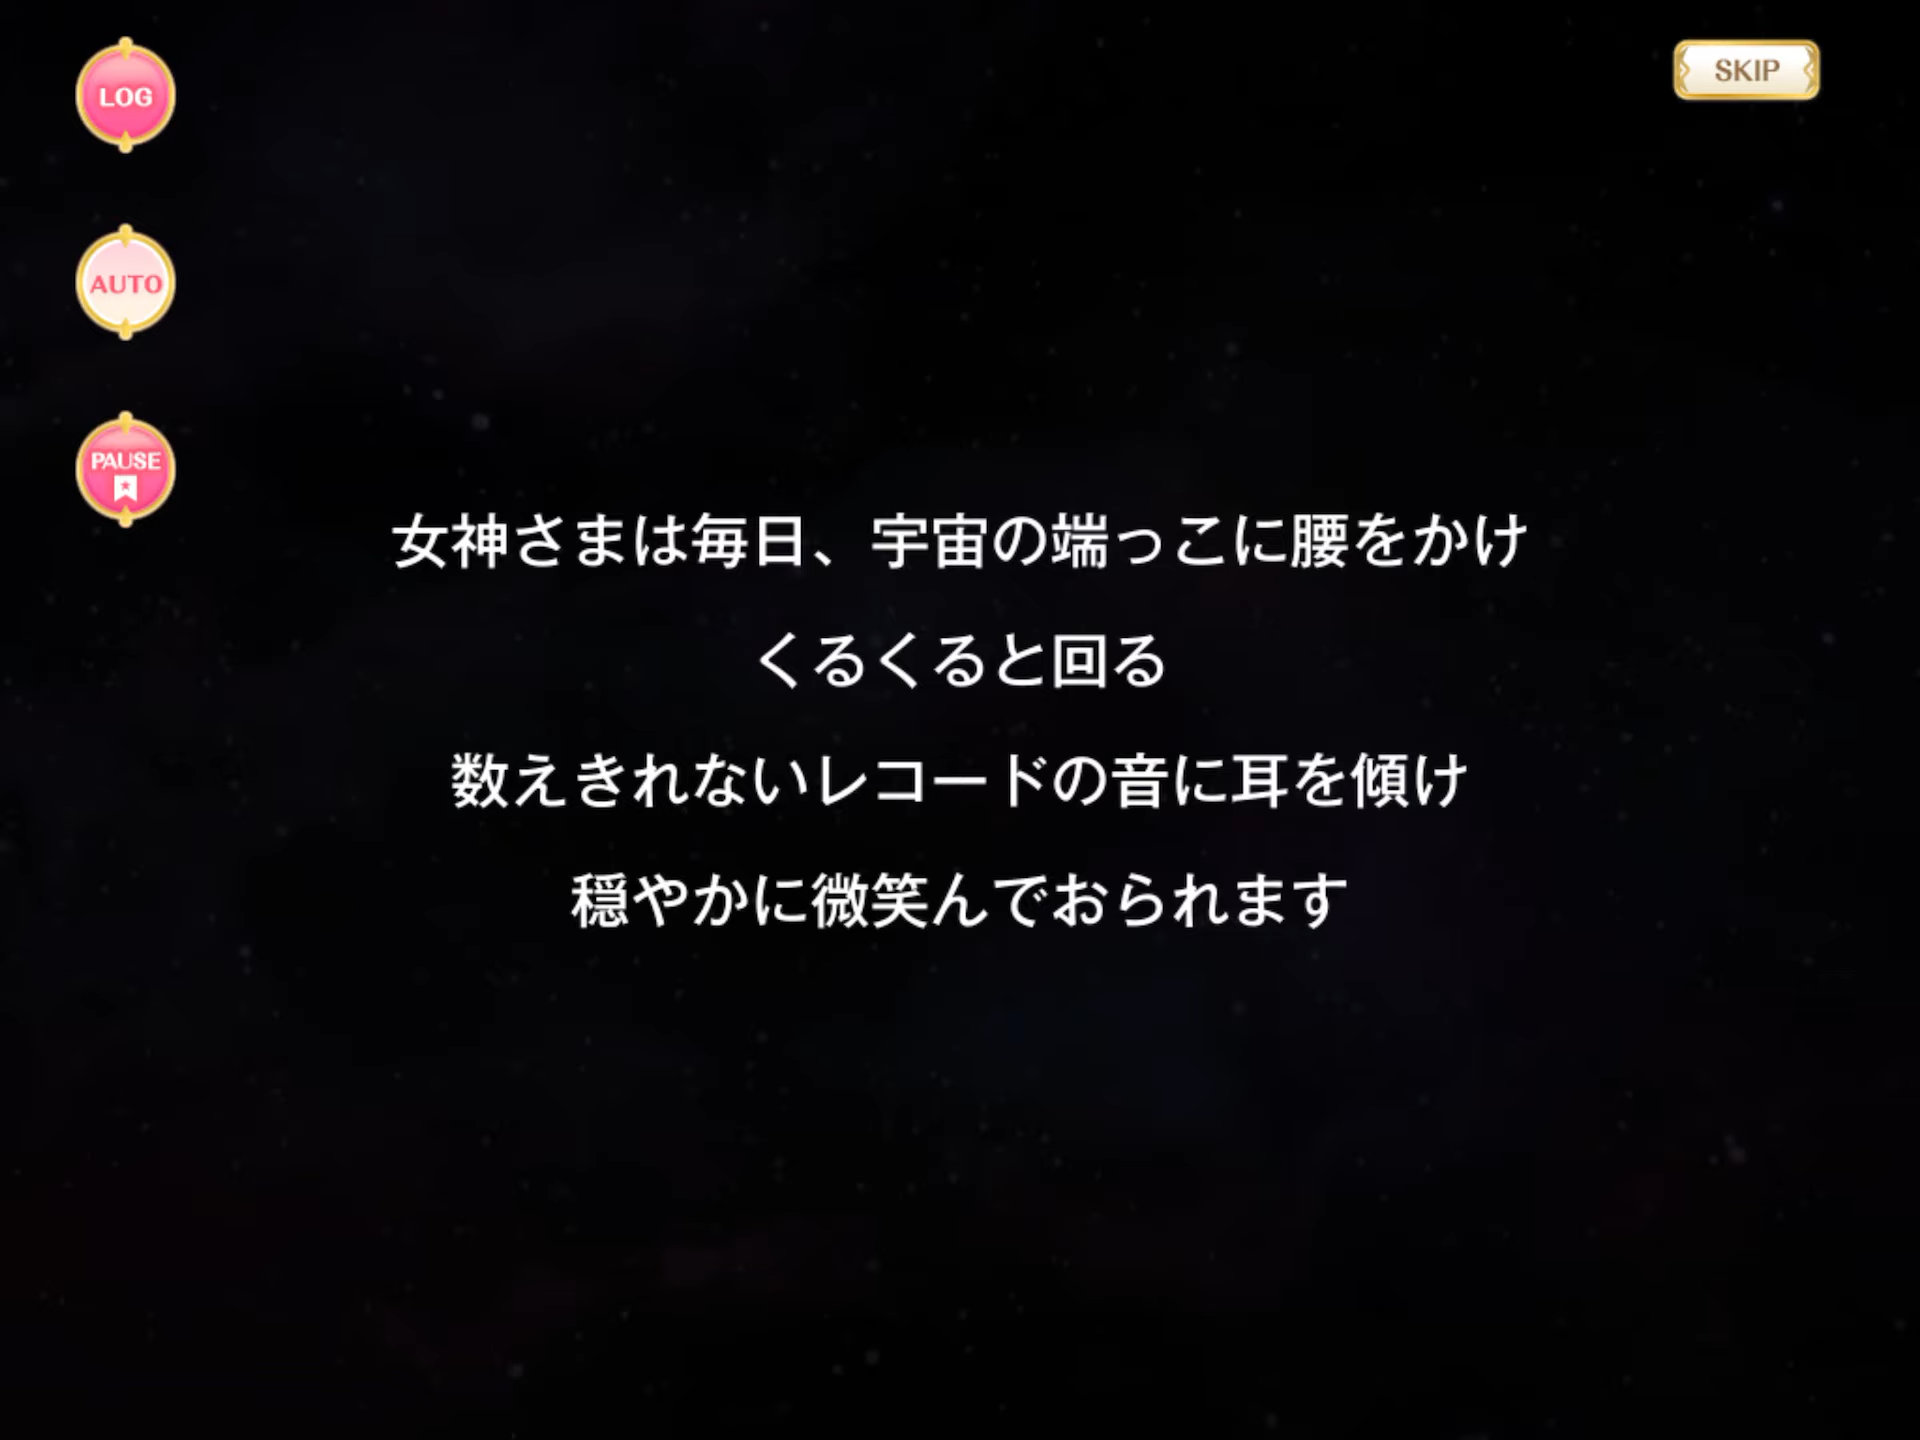 LOG
SKIP
AUTO
PAUSE
女神さまは毎日、宇宙の端っこに腰をかけ
くるくると回る
数えきれないレコードの音に耳を傾け
穏やかに微笑んでおられます